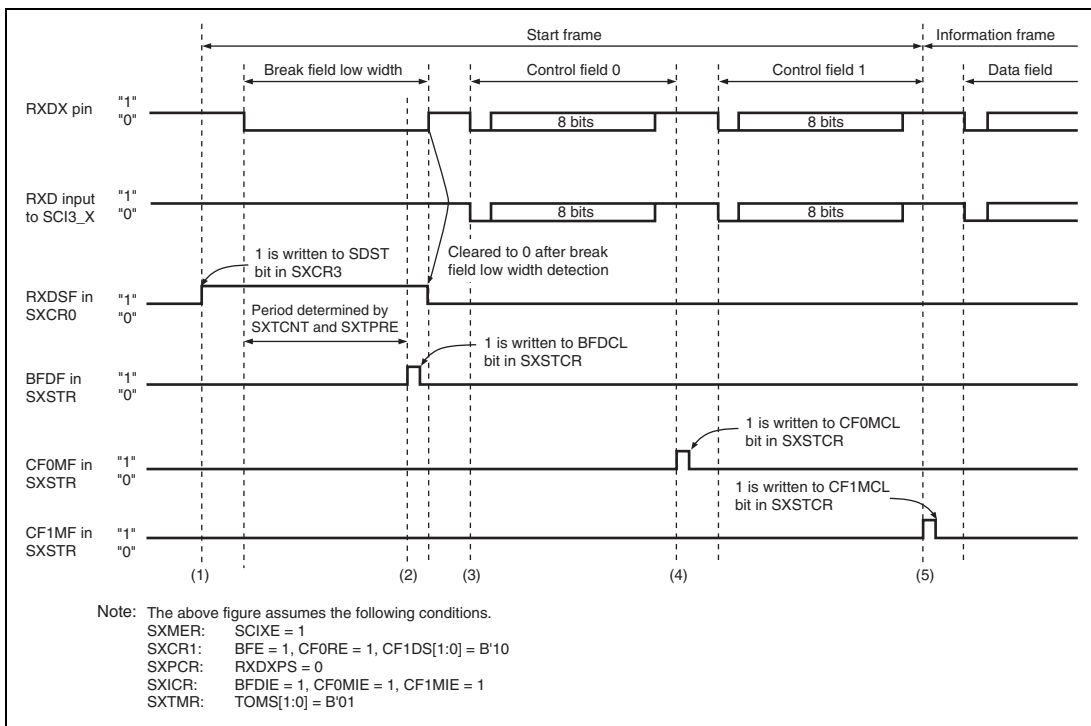 Start frame
Information frame
Break field low width
Control field 0
Control field 1
Data field
RXDX pin
"1"
"0"
8 bits
8 bits
RXD input
to SCI3_X
"1"
"0"
8 bits
8 bits
1 is written to SDST
bit in SXCR3
Cleared to 0 after break
field low width detection
RXDSF in
SXCR0
"1"
"0"
Period determined by
SXTCNT and SXTPRE
1 is written to BFDCL
bit in SXSTCR
BFDF in
SXSTR
"1"
"0"
1 is written to CF0MCL
bit in SXSTCR
CF0MF in
SXSTR
"1"
"0"
1 is written to CF1MCL
bit in SXSTCR
CF1MF in
SXSTR
"1"
"0"
(1) (2) (3) (4) (5)
Note: The above figure assumes the following conditions.
SXMER: SCIXE = 1
SXCR1: BFE = 1, CF0RE = 1, CF1DS[1:0] = B'10
SXPCR: RXDXPS = 0
SXICR: BFDIE = 1, CF0MIE = 1, CF1MIE = 1
SXTMR: TOMS[1:0] = B'01